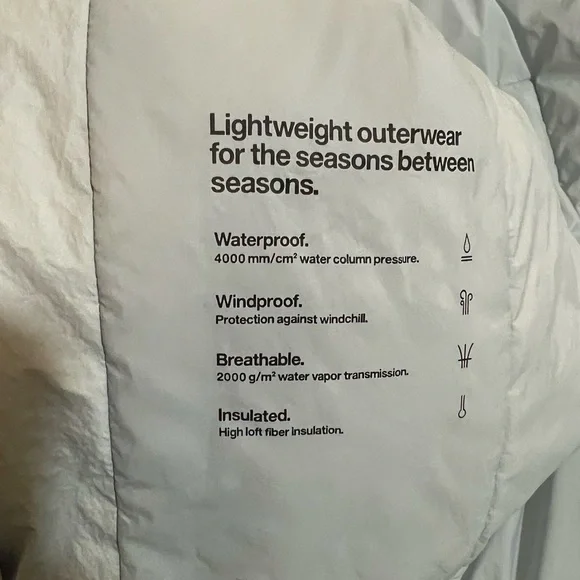 Lightweight outerwear
for the seasons between
seasons.
Waterproof.
4000 mm/cm² water column pressure.
Windproof.
Protection against windchill.
Breathable.
2000 g/m² water vapor transmission.
Insulated.
High loft fiber insulation.